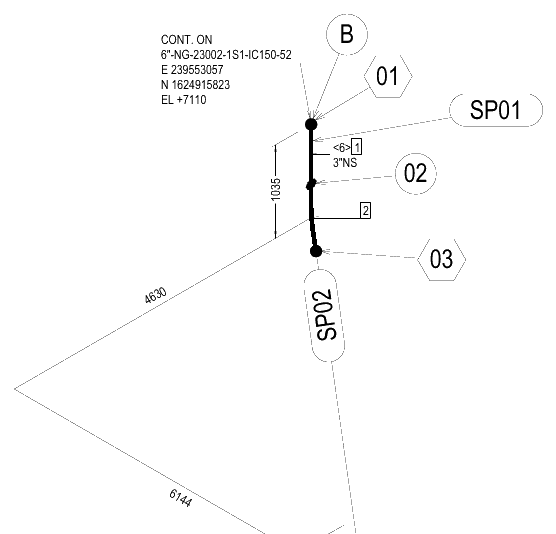 CONT. ON
6"-NG-23002-1S1-IC150-52
E 239553057
N 1624915823
EL +7110
B
01
SP01
<6> 1
3"NS
1035
02
2
03
SP02
4630
6144